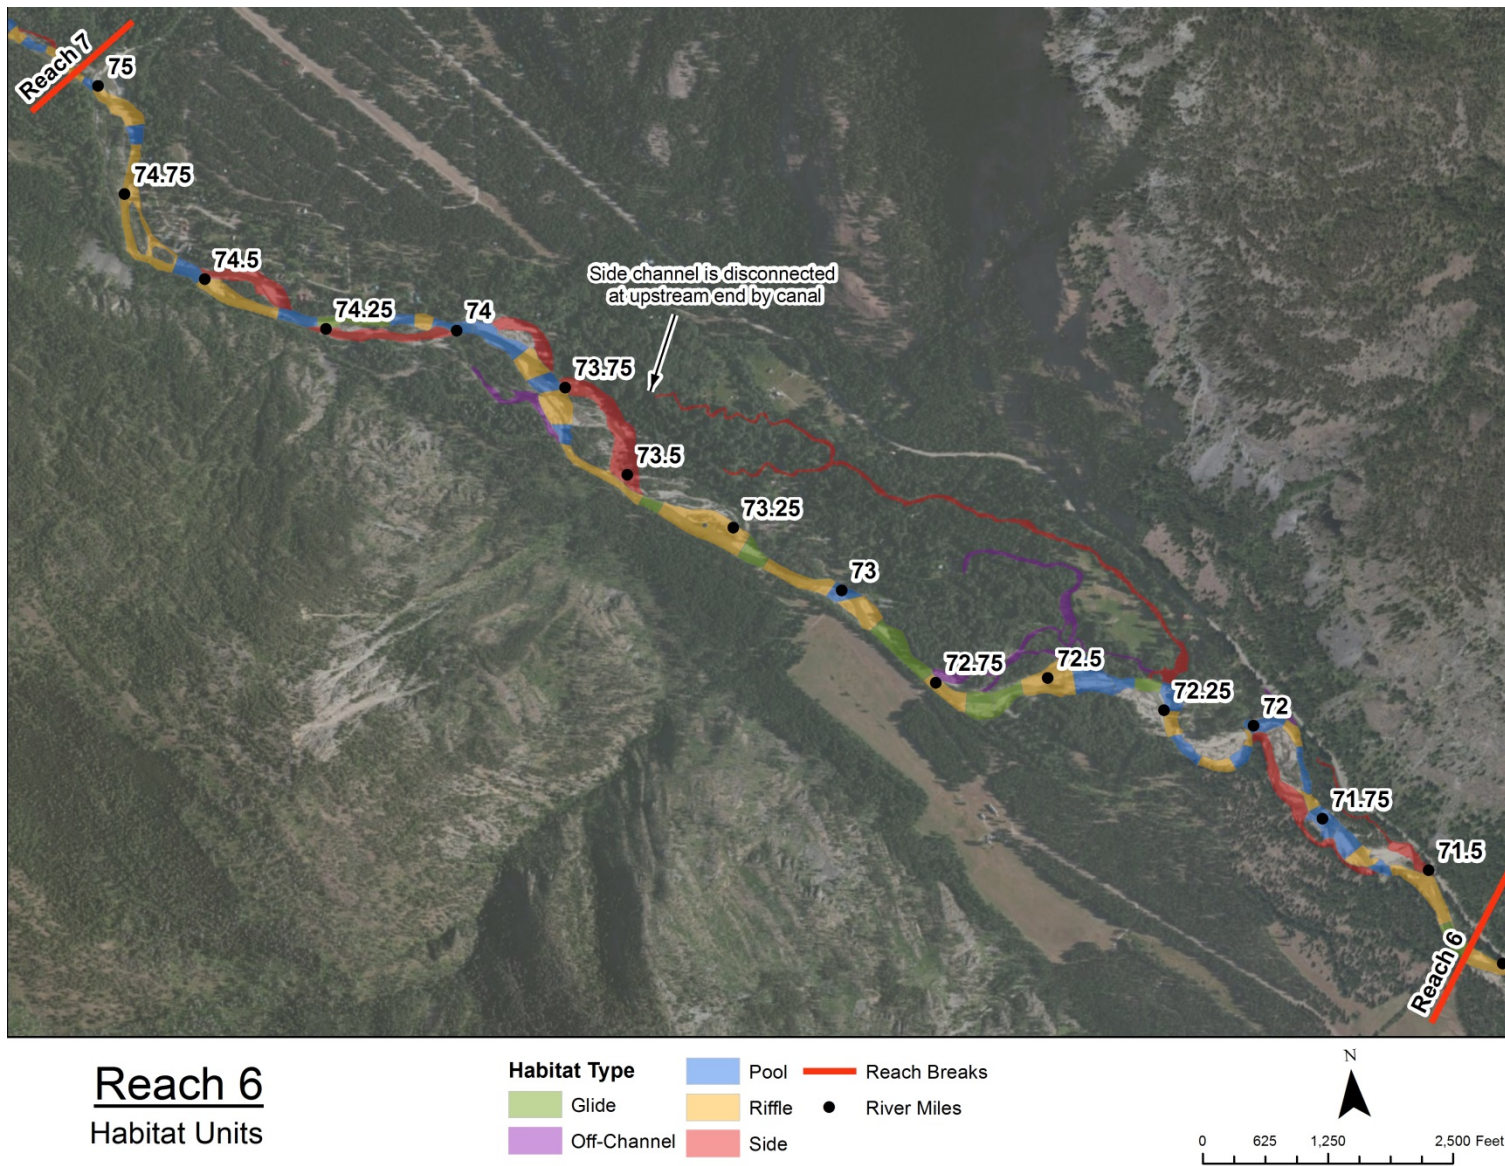 Reach 7
75
74.75
74.5
74.25
74
Side channel is disconnected
at upstream end by canal
73.75
73.5
73.25
73
72.75
72.5
72.25
72
71.75
71.5
Reach 6
Reach 6
Habitat Units
Habitat Type
Glide
Off-Channel
Pool
Riffle
Side
Reach Breaks
River Miles
N
0 625 1,250 2,500 Feet